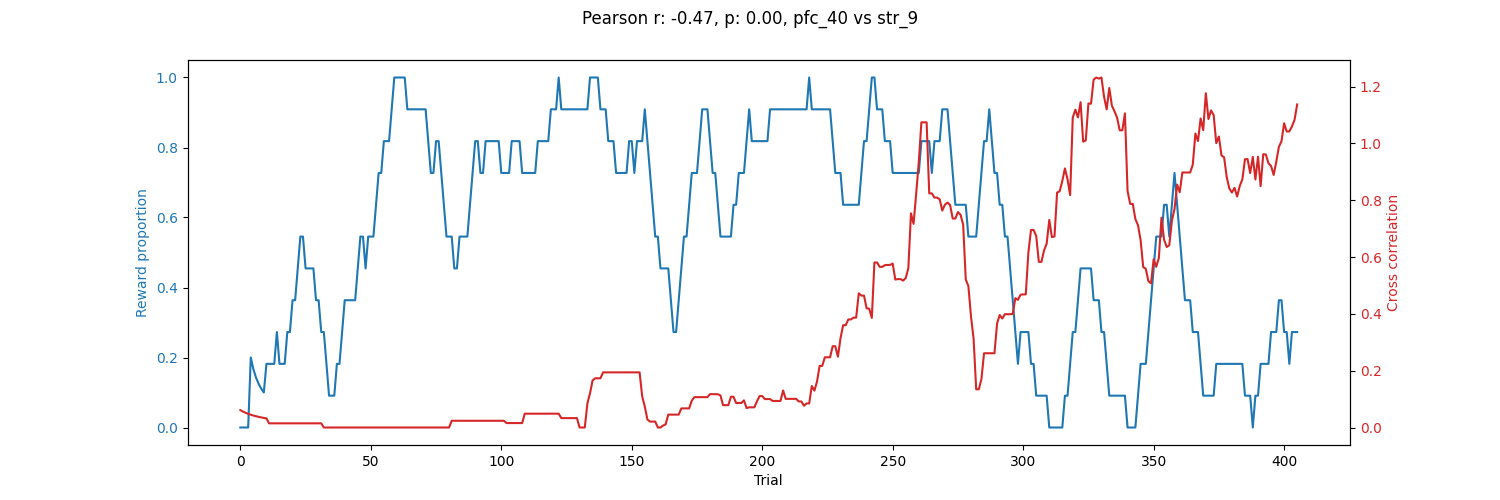 Pearson r: -0.47, p: 0.00, pfc_40 vs str_9
1.0
0.8
0.6
0.4
0.2
0.0
Reward proportion
1.2
1.0
0.8
0.6
0.4
0.2
0.0
Cross correlation
0 50 100 150 200 250 300 350 400
Trial